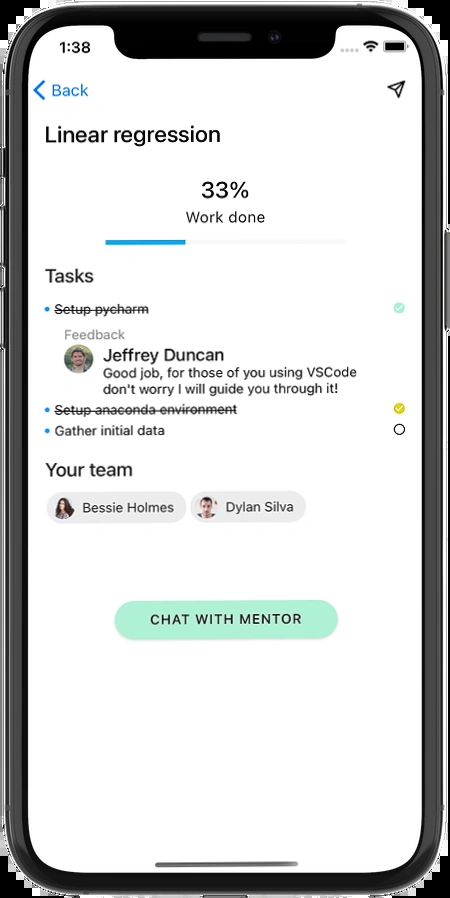 1:38
Back
Linear regression
33%
Work done
Tasks
Setup pycharm
Feedback
Jeffrey Duncan
Good job, for those of you using VSCode
don't worry I will guide you through it!
Setup anaconda environment
Gather initial data
Your team
Bessie Holmes
Dylan Silva
CHAT WITH MENTOR